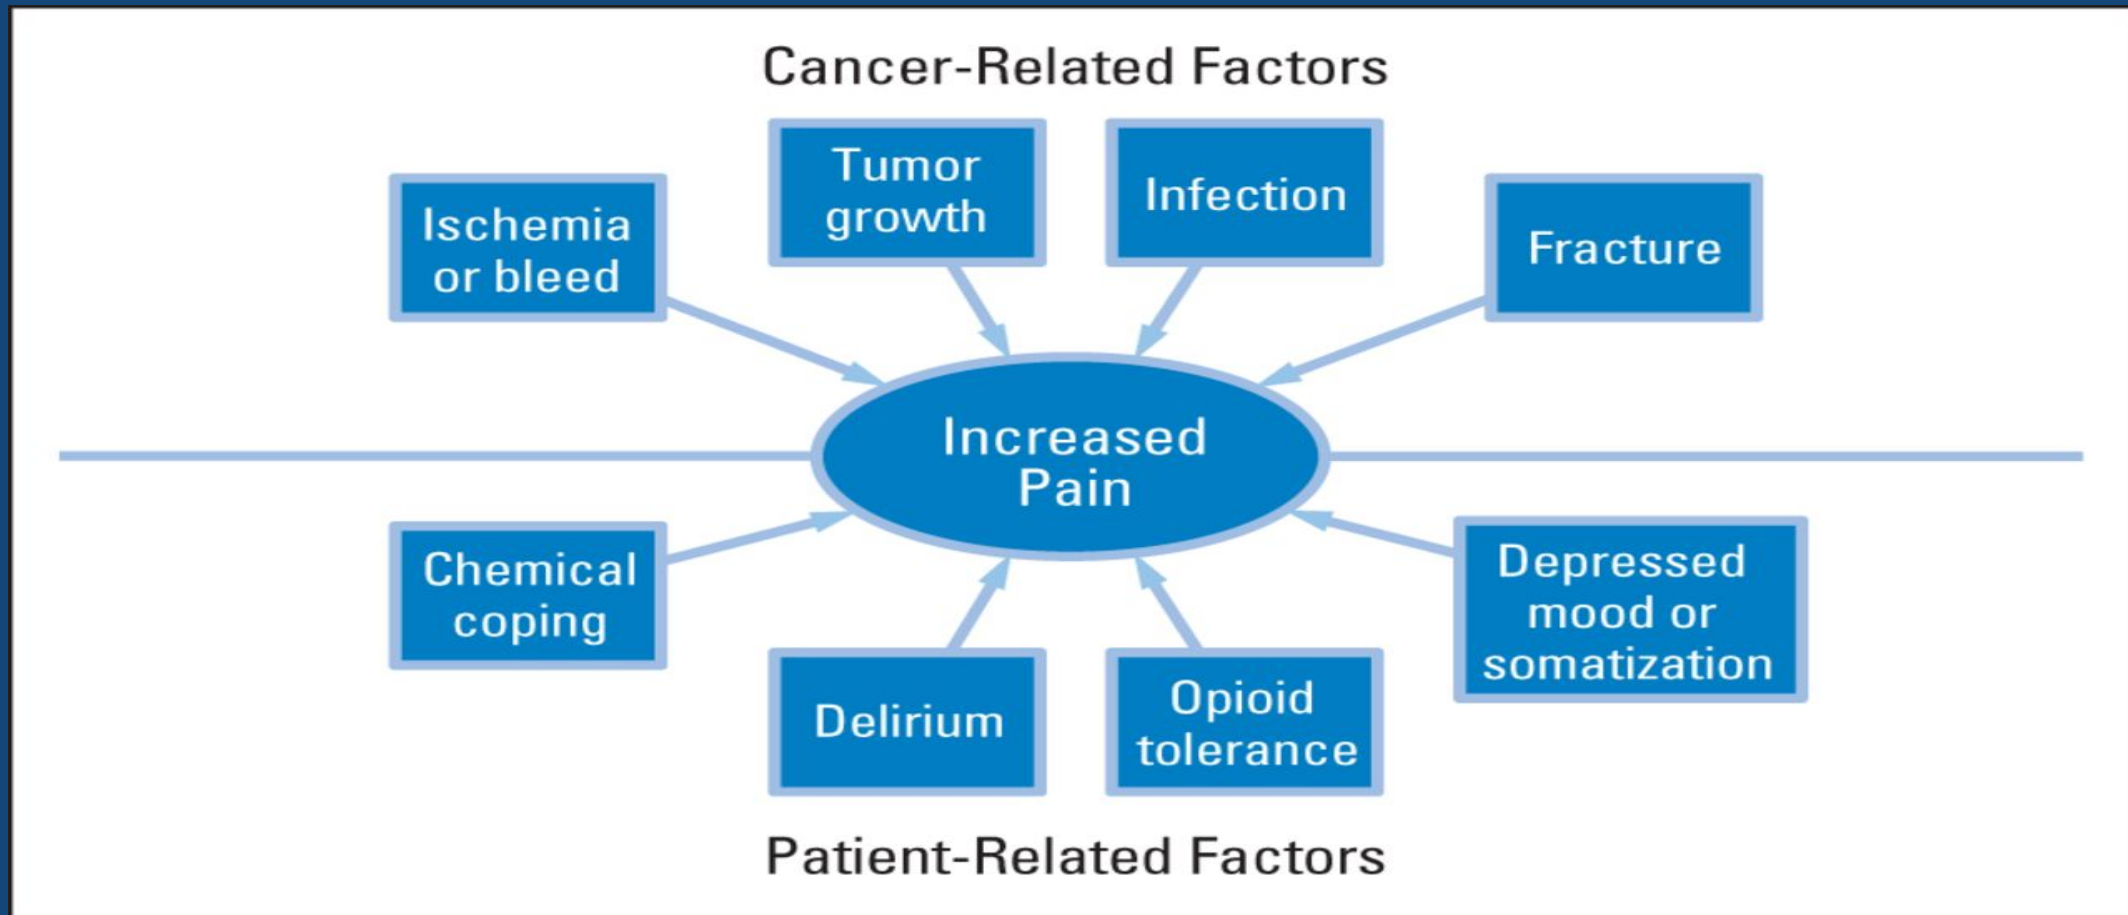 Cancer-Related Factors
Ischemia
or bleed
Tumor
growth
Infection
Fracture
Increased
Pain
Chemical
coping
Delirium
Opioid
tolerance
Depressed
mood or
somatization
Patient-Related Factors